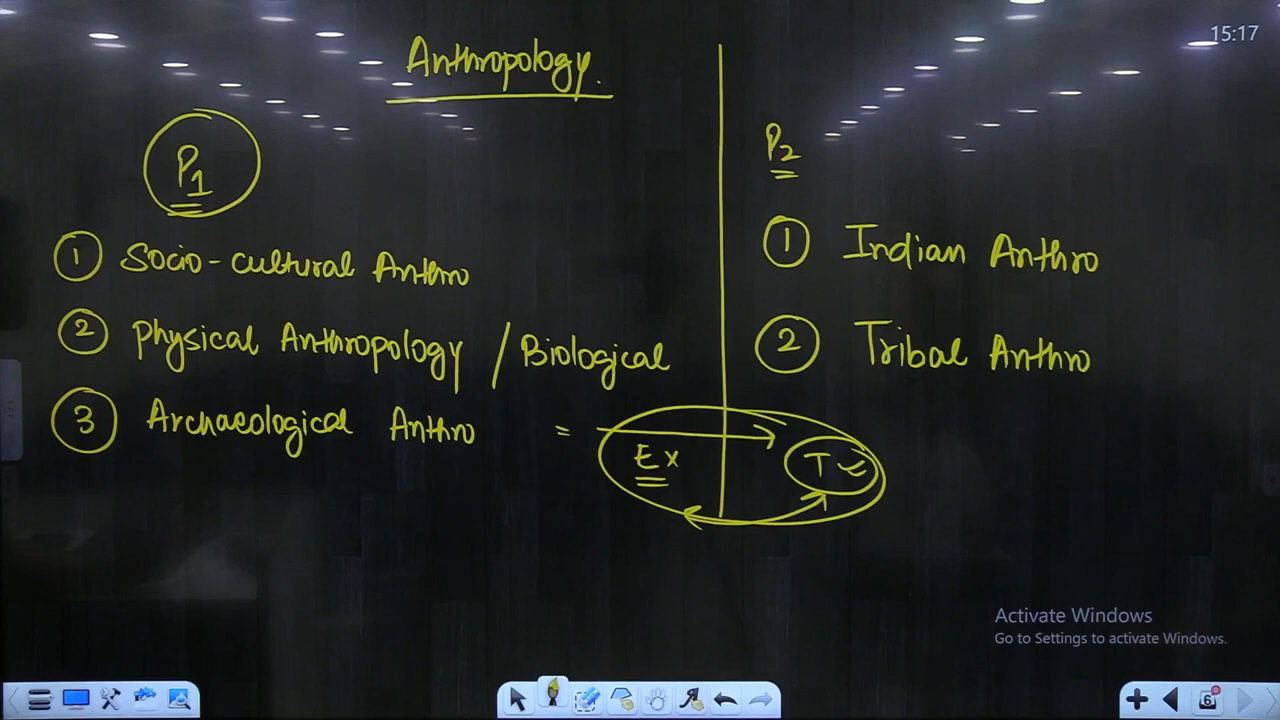 15:17
Anthropology.
P1
① Socio-cultural Anthro
② Physical Anthropology / Biological
③ Archaeological Anthro =
Ex
P2
① Indian Anthro
② Tribal Anthro
Activate Windows
Go to Settings to activate Windows.
6